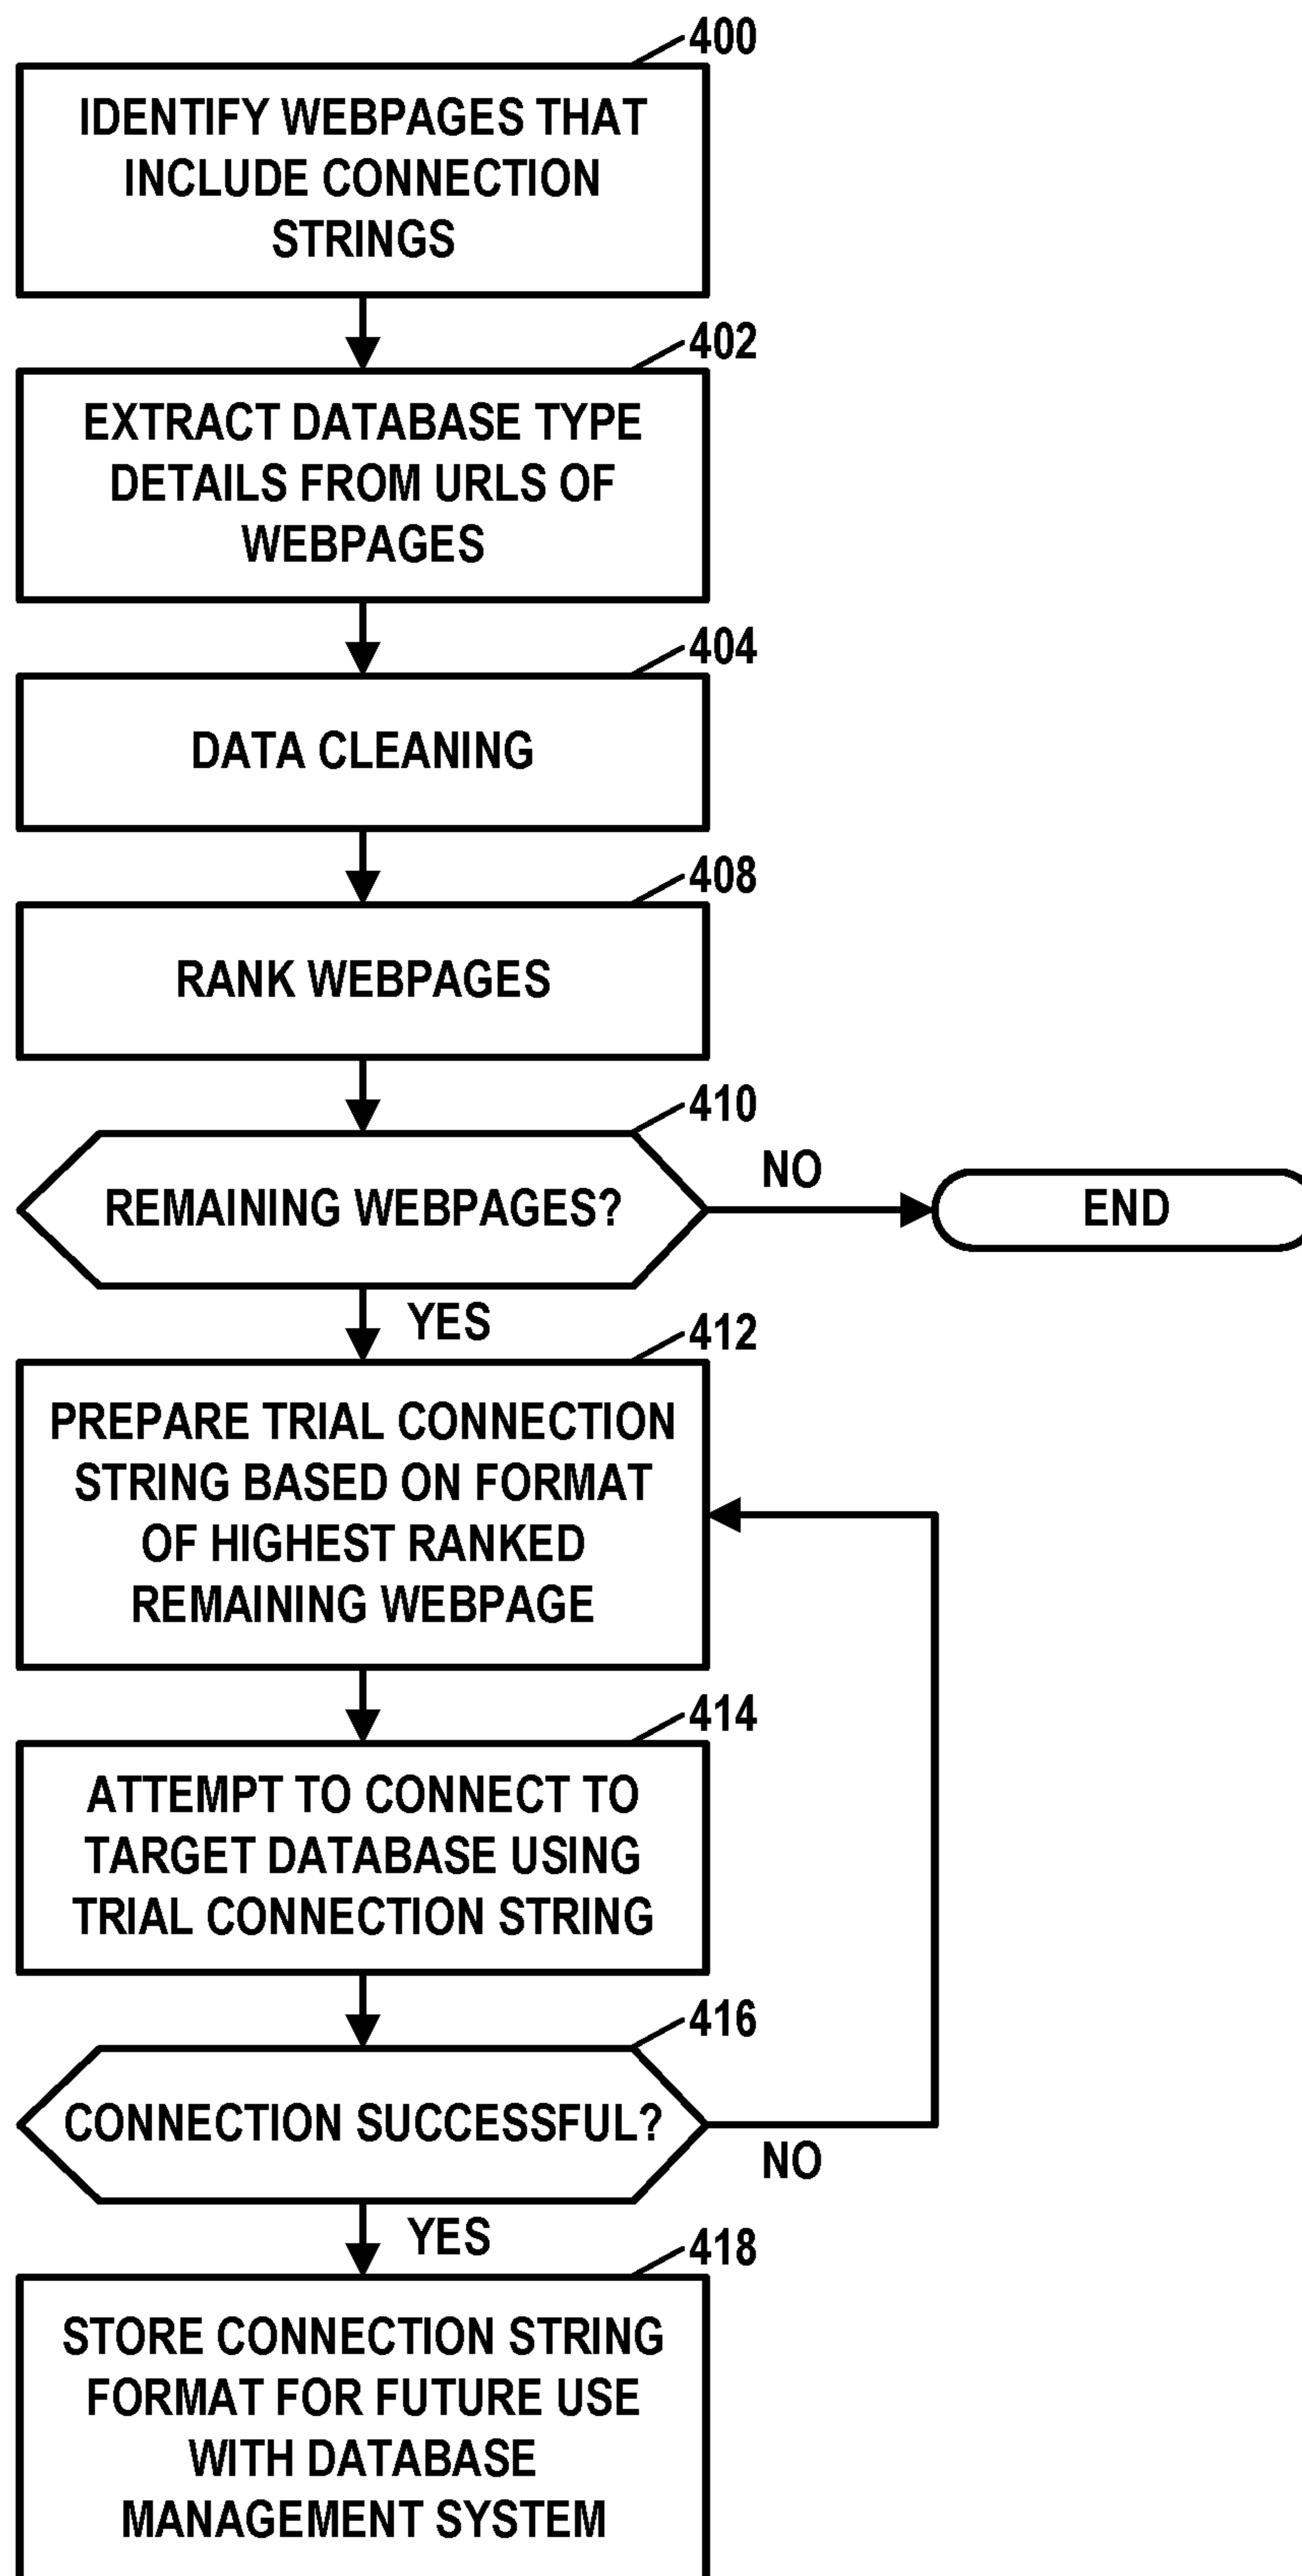 400
IDENTIFY WEBPAGES THAT
INCLUDE CONNECTION
STRINGS
402
EXTRACT DATABASE TYPE
DETAILS FROM URLS OF
WEBPAGES
404
DATA CLEANING
408
RANK WEBPAGES
410
REMAINING WEBPAGES?
NO
END
YES
412
PREPARE TRIAL CONNECTION
STRING BASED ON FORMAT
OF HIGHEST RANKED
REMAINING WEBPAGE
414
ATTEMPT TO CONNECT TO
TARGET DATABASE USING
TRIAL CONNECTION STRING
416
CONNECTION SUCCESSFUL?
NO
YES
418
STORE CONNECTION STRING
FORMAT FOR FUTURE USE
WITH DATABASE
MANAGEMENT SYSTEM